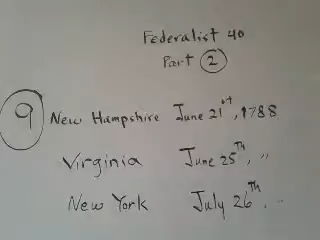 Federalist 40
Part 2
9 New Hampshire June 21st, 1788
Virginia June 25Th, "
New York July 26Th, "